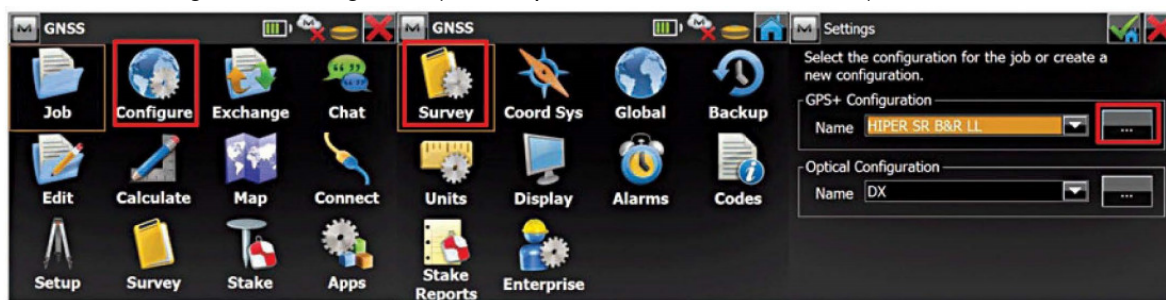 GNSS
Job Configure Exchange Chat
Edit Calculate Map Connect
Setup Survey Stake Apps
GNSS
Survey Coord Sys Global Backup
Units Display Alarms Codes
Stake Reports Enterprise
Settings
Select the configuration for the job or create a
new configuration.
GPS+ Configuration
Name HIPER SR B&R LL ...
Optical Configuration
Name DX ...